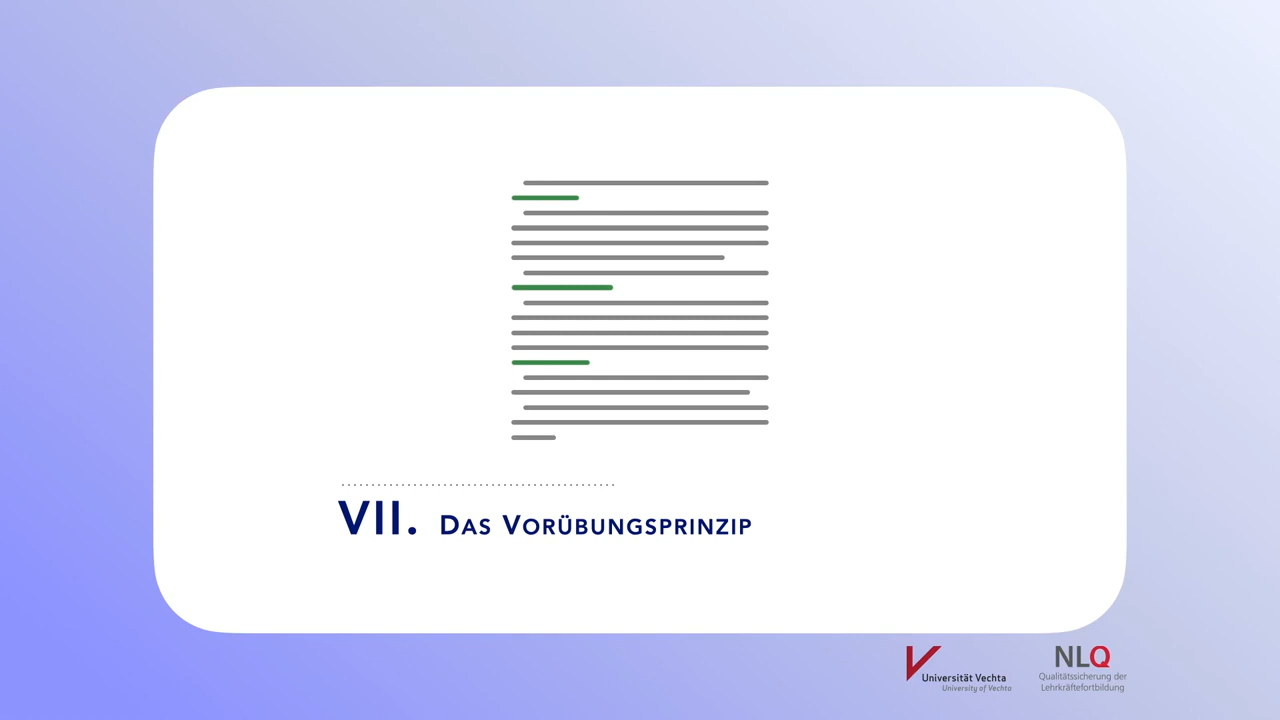 VII. Das Vorübungsprinzip
Universität Vechta
University of Vechta
NLQ
Qualitätssicherung der
Lehrkräftefortbildung